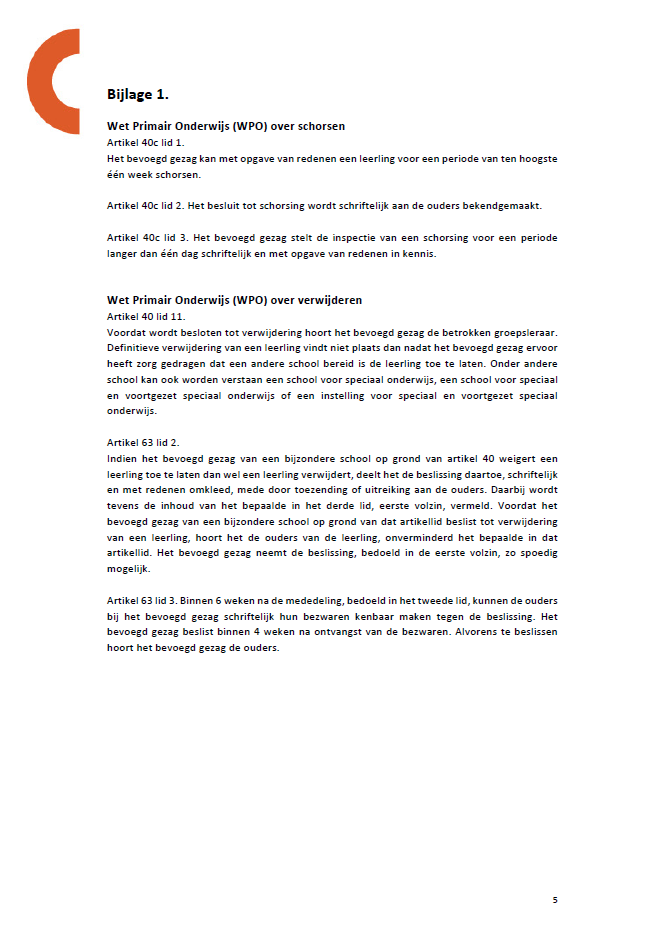 Bijlage 1.
Wet Primair Onderwijs (WPO) over schorsen
Artikel 40c lid 1.
Het bevoegd gezag kan met opgave van redenen een leerling voor een periode van ten hoogste
één week schorsen.
Artikel 40c lid 2. Het besluit tot schorsing wordt schriftelijk aan de ouders bekendgemaakt.
Artikel 40c lid 3. Het bevoegd gezag stelt de inspectie van een schorsing voor een periode
langer dan één dag schriftelijk en met opgave van redenen in kennis.
Wet Primair Onderwijs (WPO) over verwijderen
Artikel 40 lid 11.
Voordat wordt besloten tot verwijdering hoort het bevoegd gezag de betrokken groepsleraar.
Definitieve verwijdering van een leerling vindt niet plaats dan nadat het bevoegd gezag ervoor
heeft zorg gedragen dat een andere school bereid is de leerling toe te laten. Onder andere
school kan ook worden verstaan een school voor speciaal onderwijs, een school voor speciaal
en voortgezet speciaal onderwijs of een instelling voor speciaal en voortgezet speciaal
onderwijs.
Artikel 63 lid 2.
Indien het bevoegd gezag van een bijzondere school op grond van artikel 40 weigert een
leerling toe te laten dan wel een leerling verwijdert, deelt het de beslissing daartoe, schriftelijk
en met redenen omkleed, mede door toezending of uitreiking aan de ouders. Daarbij wordt
tevens de inhoud van het bepaalde in het derde lid, eerste volzin, vermeld. Voordat het
bevoegd gezag van een bijzondere school op grond van dat artikellid beslist tot verwijdering
van een leerling, hoort het de ouders van de leerling, onverminderd het bepaalde in dat
artikellid. Het bevoegd gezag neemt de beslissing, bedoeld in de eerste volzin, zo spoedig
mogelijk.
Artikel 63 lid 3. Binnen 6 weken na de mededeling, bedoeld in het tweede lid, kunnen de ouders
bij het bevoegd gezag schriftelijk hun bezwaren kenbaar maken tegen de beslissing. Het
bevoegd gezag beslist binnen 4 weken na ontvangst van de bezwaren. Alvorens te beslissen
hoort het bevoegd gezag de ouders.
5